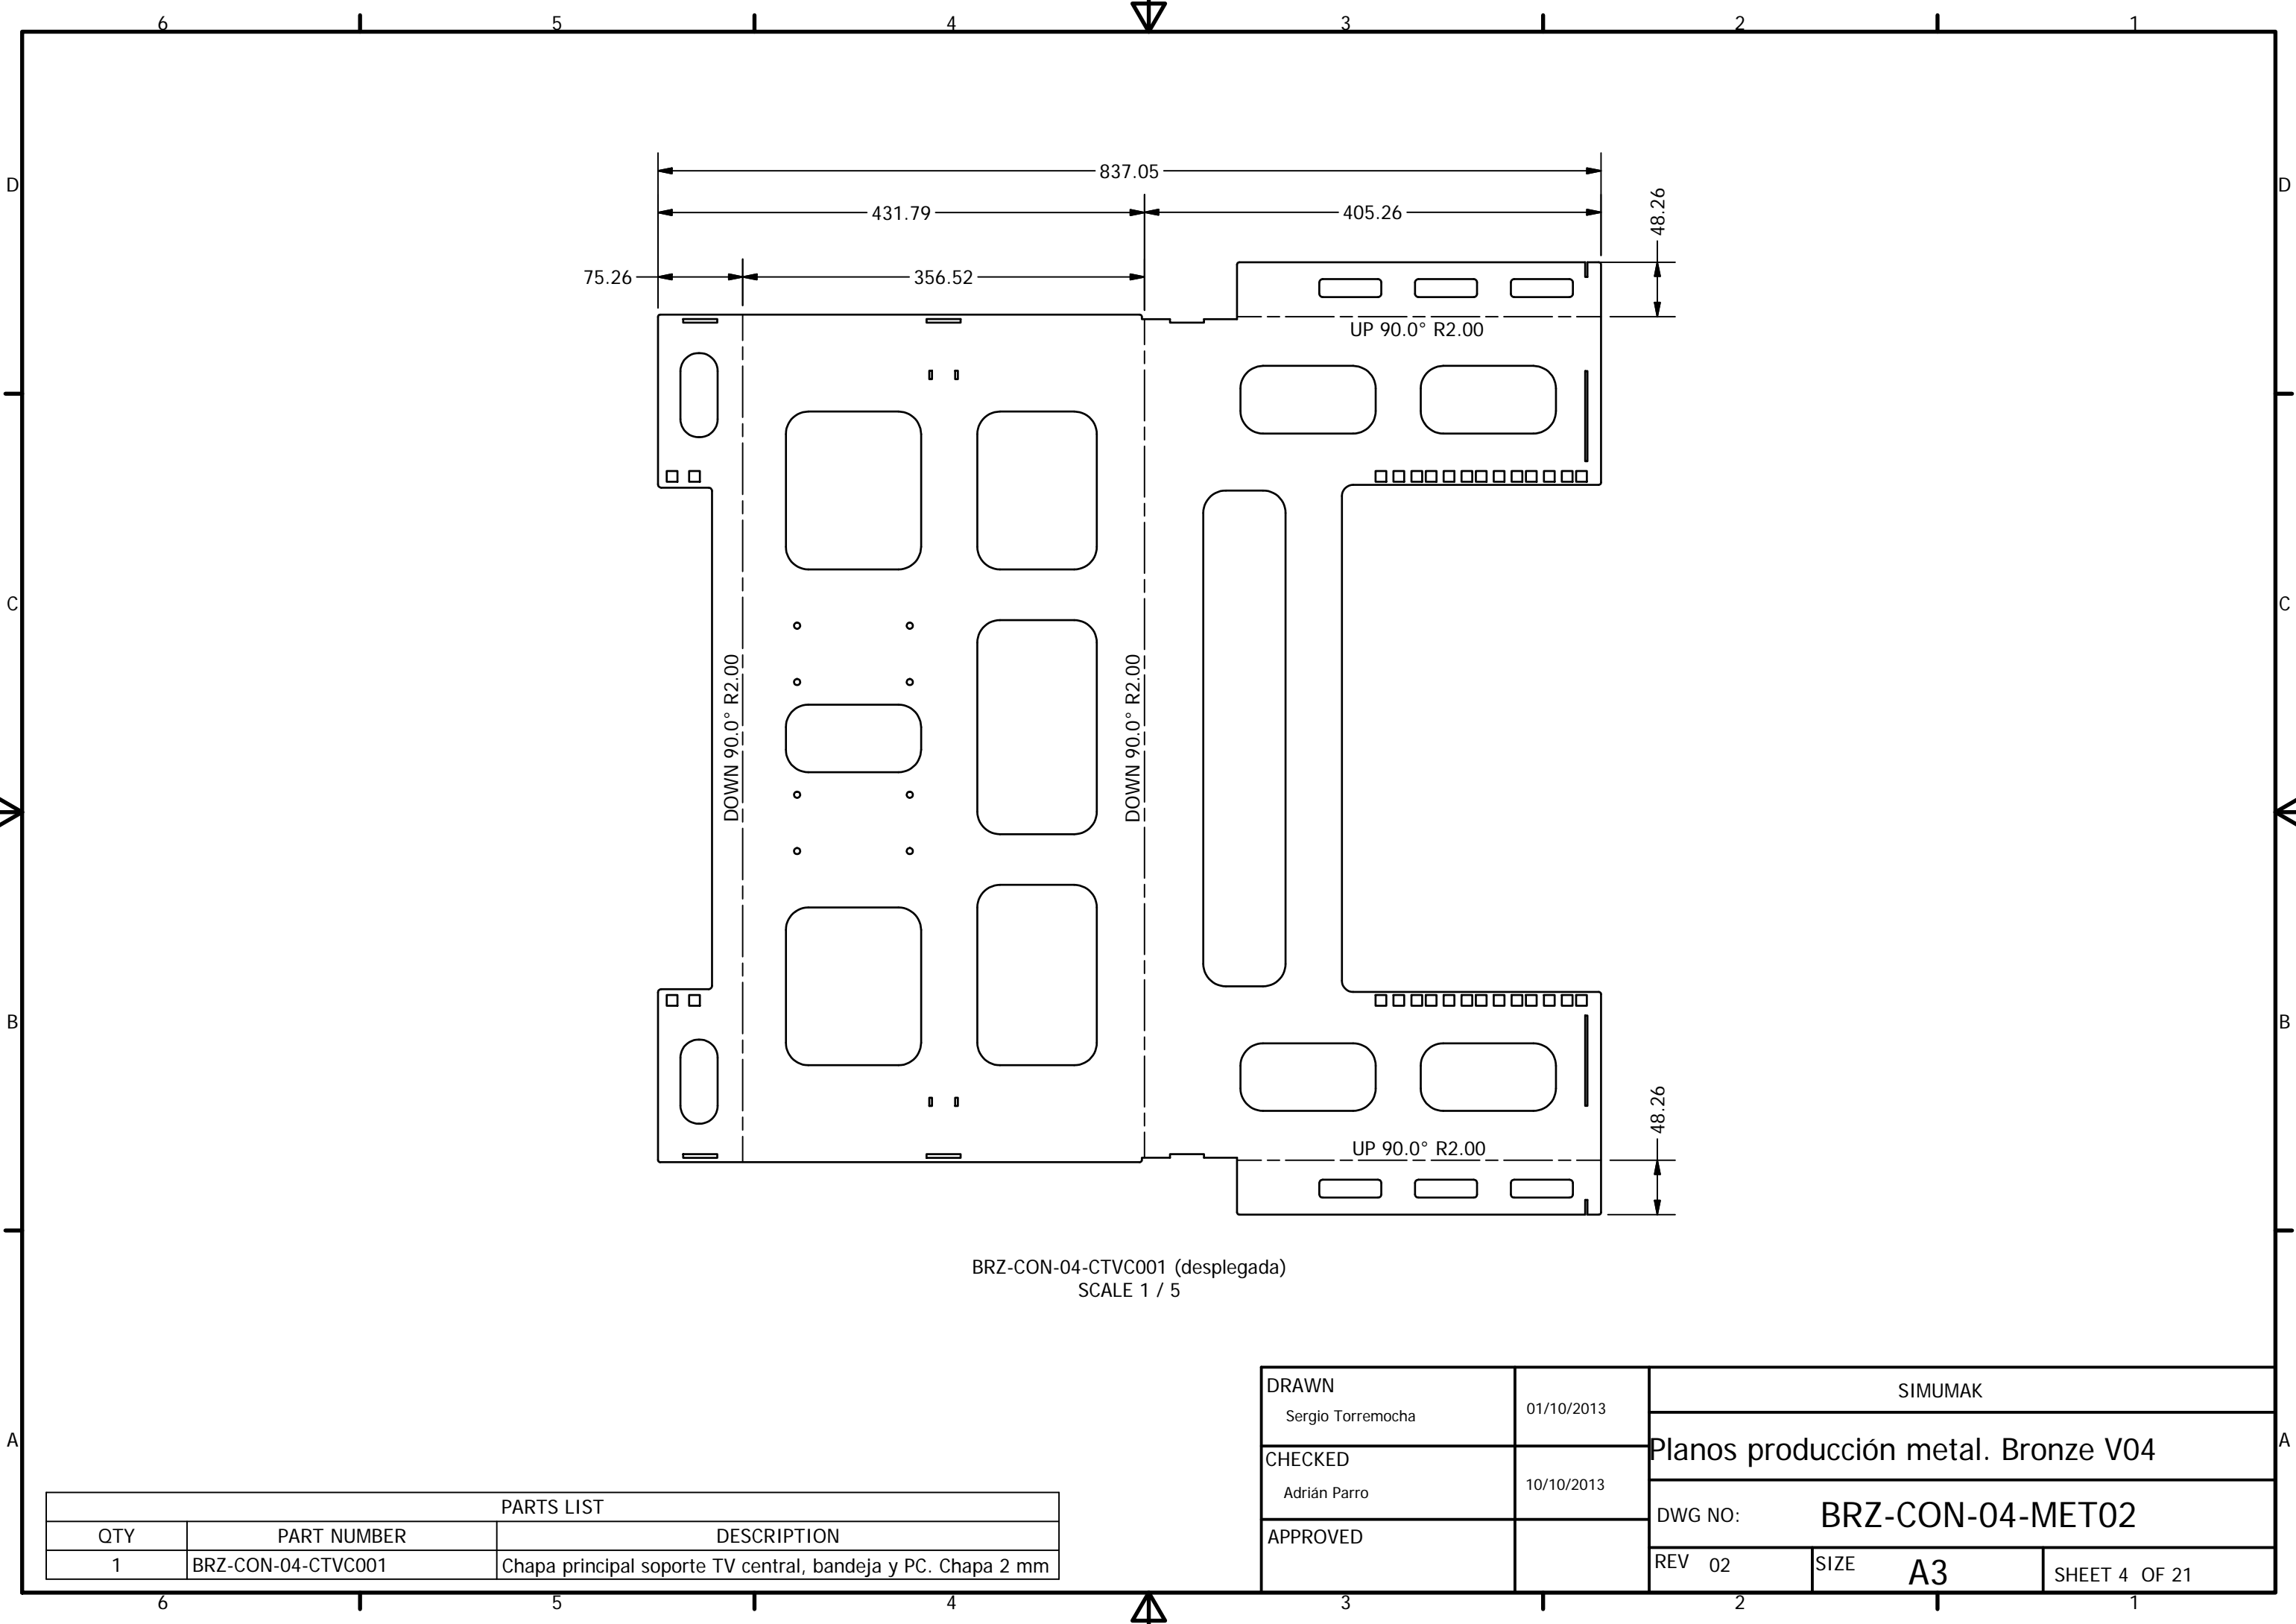 6 5 4 3 2 1
D D
C C
B B
A A
837.05
431.79 405.26
48.26
75.26 356.52
UP 90.0° R2.00
DOWN 90.0° R2.00
DOWN 90.0° R2.00
48.26
UP 90.0° R2.00
BRZ-CON-04-CTVC001 (desplegada)
SCALE 1 / 5
PARTS LIST
QTY PART NUMBER DESCRIPTION
1 BRZ-CON-04-CTVC001 Chapa principal soporte TV central, bandeja y PC. Chapa 2 mm
DRAWN
Sergio Torremocha 01/10/2013
CHECKED
Adrián Parro 10/10/2013
APPROVED
SIMUMAK
Planos producción metal. Bronze V04
DWG NO: BRZ-CON-04-MET02
REV 02 SIZE A3 SHEET 4 OF 21
6 5 4 3 2 1